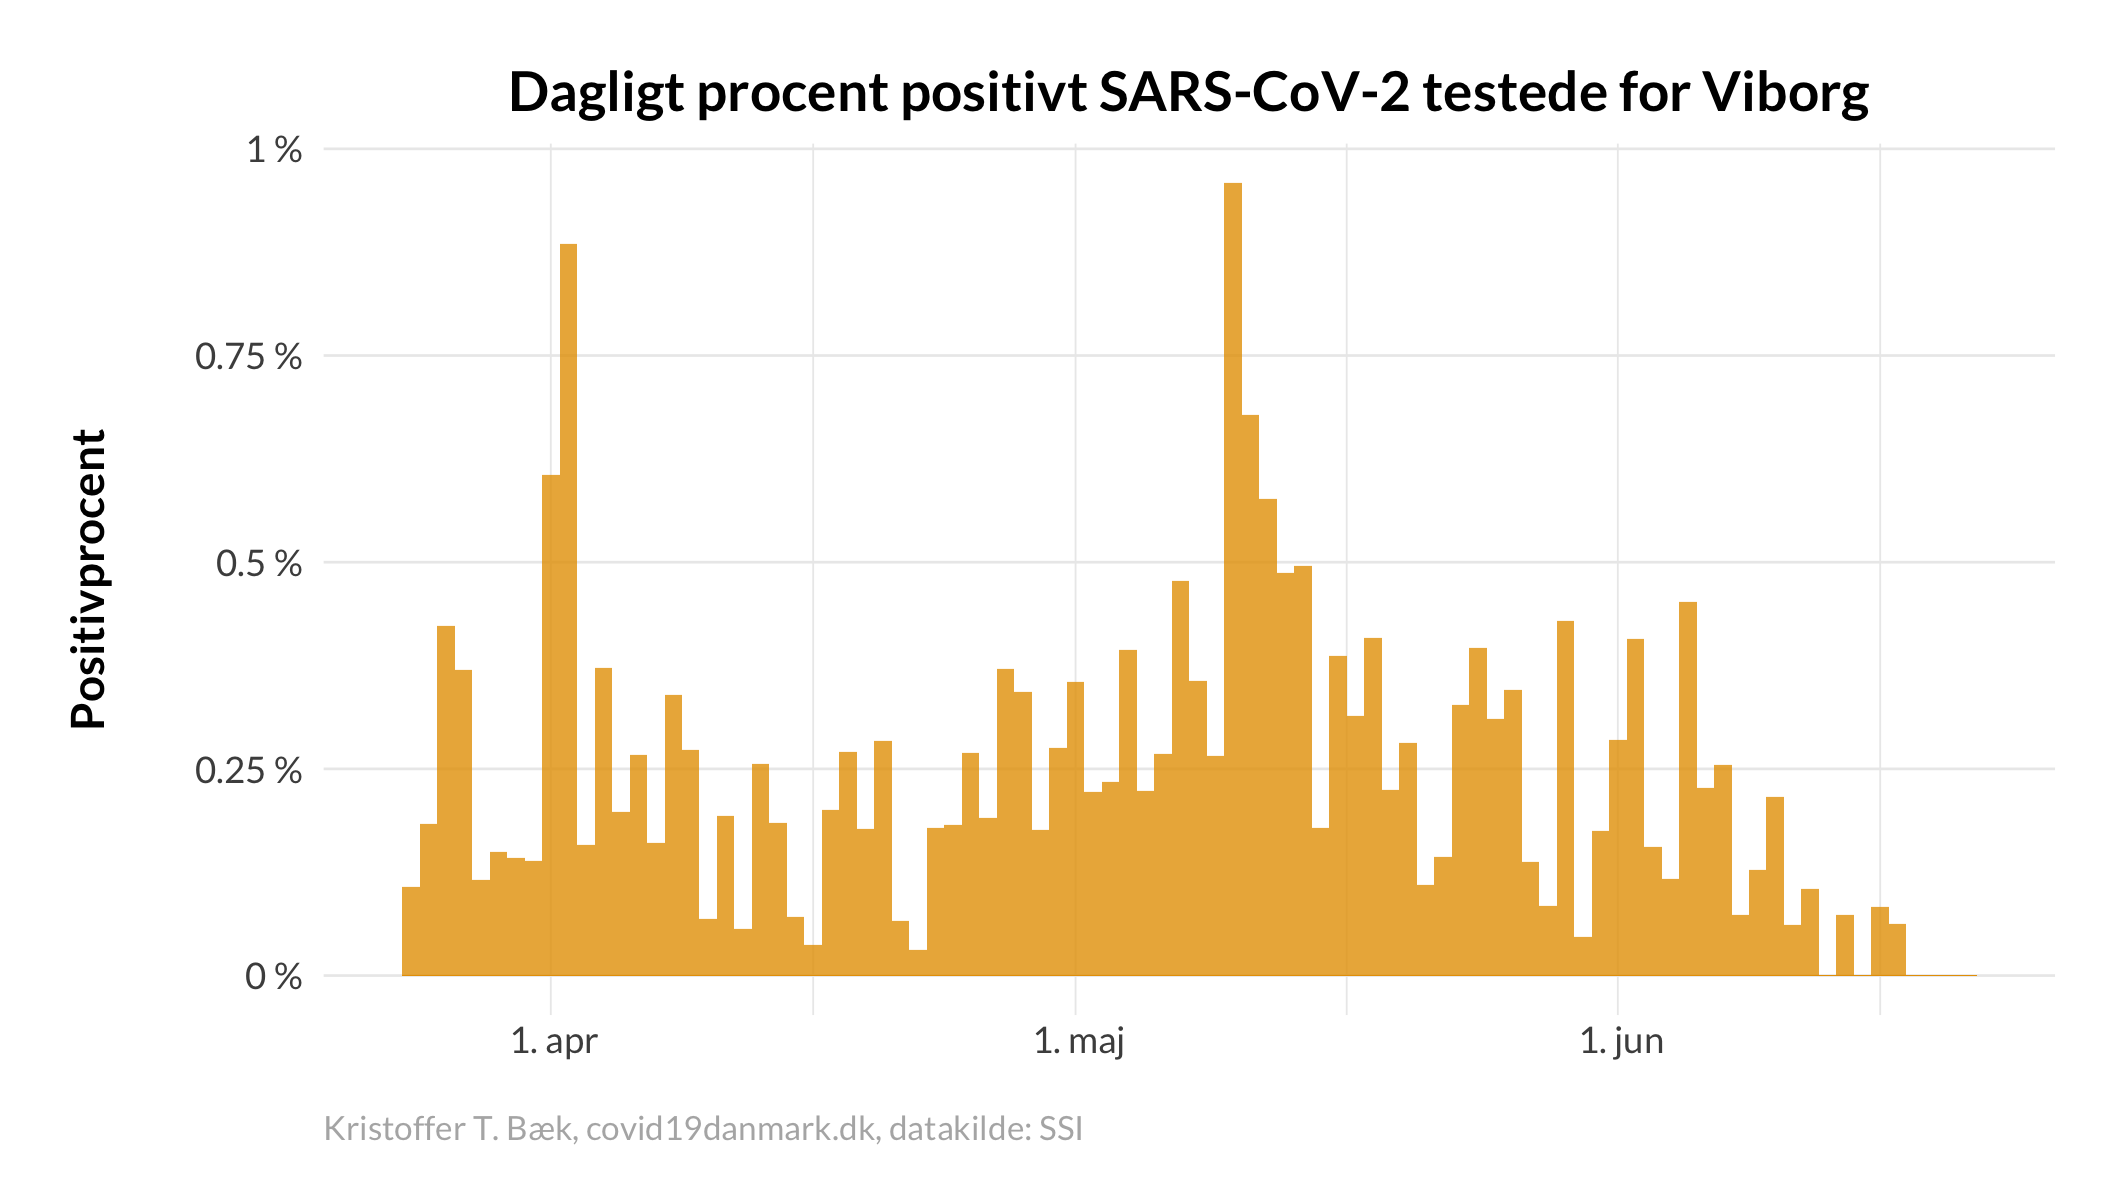 Dagligt procent positivt SARS-CoV-2 testede for Viborg
1 %
0.75 %
0.5 %
0.25 %
0 %
Positivprocent
1. apr
1. maj
1. jun
Kristoffer T. Bæk, covid19danmark.dk, datakilde: SSI